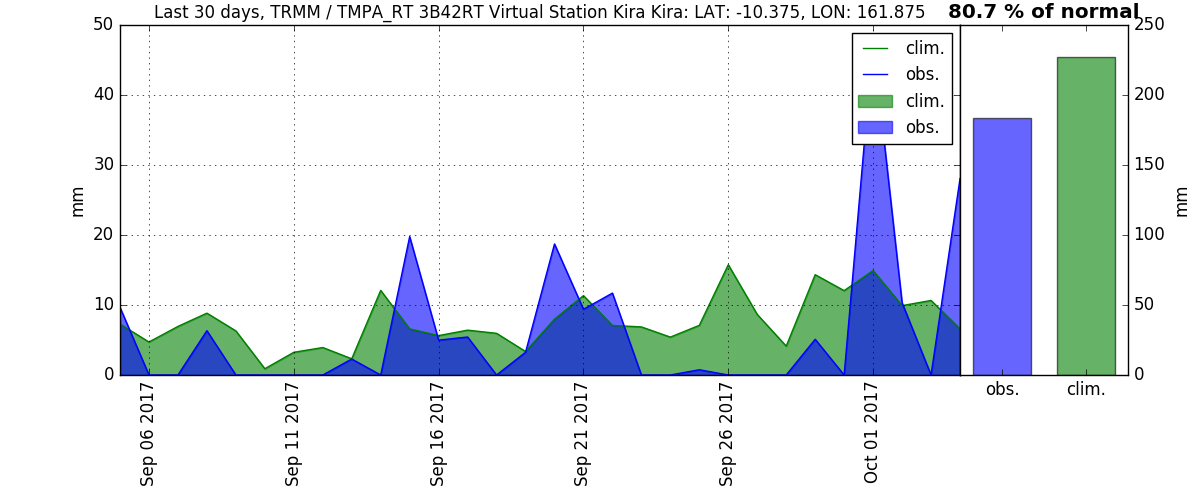 Last 30 days, TRMM / TMPA_RT 3B42RT Virtual Station Kira Kira: LAT: -10.375, LON: 161.875
80.7 % of normal
50
40
30
20
10
0
mm
clim.
obs.
clim.
obs.
Sep 06 2017
Sep 11 2017
Sep 16 2017
Sep 21 2017
Sep 26 2017
Oct 01 2017
250
200
150
100
50
0
mm
obs.
clim.